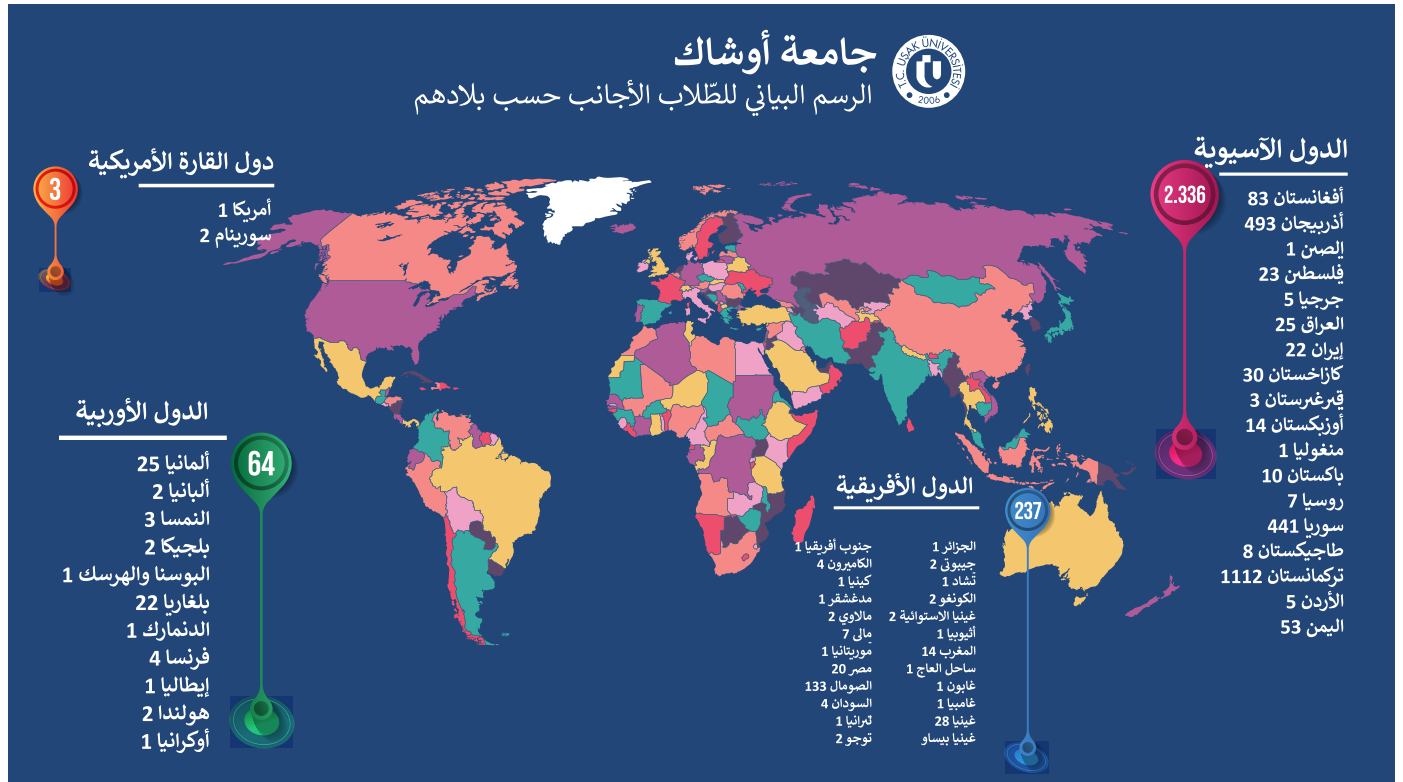 جامعة أوشاك
الرسم البياني للطّلاب الأجانب حسب بلادهم
T.C. UŞAK ÜNİVERSİTESİ
2006
الدول الآسيوية
2.336
أفغانستان 83
أذربيجان 493
الصين 1
فلسطين 23
جرجيا 5
العراق 25
إيران 22
كازاخستان 30
قيرغيرستان 3
أوزبكستان 14
منغوليا 1
باكستان 10
روسيا 7
سوريا 441
طاجيكستان 8
تركمانستان 1112
الأردن 5
اليمن 53
دول القارة الأمريكية
3
أمريكا 1
سورينام 2
الدول الأفريقية
237
الجزائر 1
جيبوتي 2
تشاد 1
الكونغو 2
غينيا الاستوائية 2
أثيوبيا 1
المغرب 14
ساحل العاج 1
غابون 1
غامبيا 1
غينيا 28
غينيا بيساو
جنوب أفريقيا 1
الكاميرون 4
كينيا 1
مدغشقر 1
مالاوي 2
مالي 7
موريتانيا 1
مصر 20
الصومال 133
السودان 4
تنزانيا 1
توجو 2
الدول الأوربية
64
ألمانيا 25
ألبانيا 2
النمسا 3
بلجيكا 2
البوسنا والهرسك 1
بلغاريا 22
الدنمارك 1
فرنسا 4
إيطاليا 1
هولندا 2
أوكرانيا 1